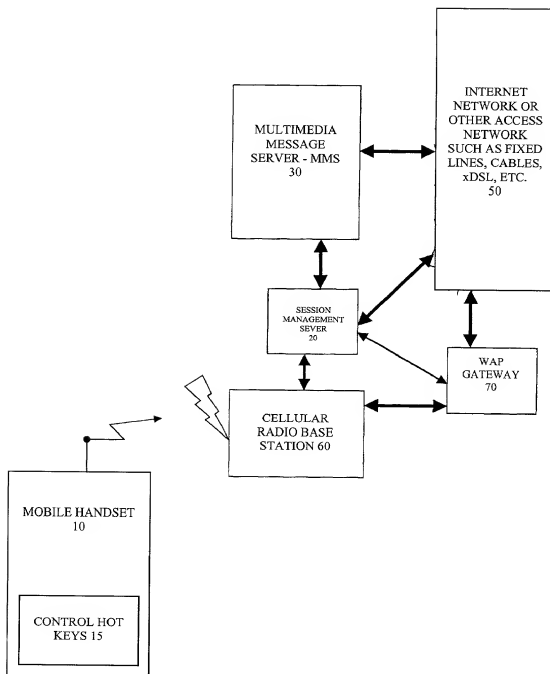 INTERNET
NETWORK OR
OTHER ACCESS
NETWORK
SUCH AS FIXED
LINES, CABLES,
xDSL, ETC.
50
MULTIMEDIA
MESSAGE
SERVER - MMS
30
SESSION
MANAGEMENT
SEVER
20
WAP
GATEWAY
70
CELLULAR
RADIO BASE
STATION 60
MOBILE HANDSET
10
CONTROL HOT
KEYS 15